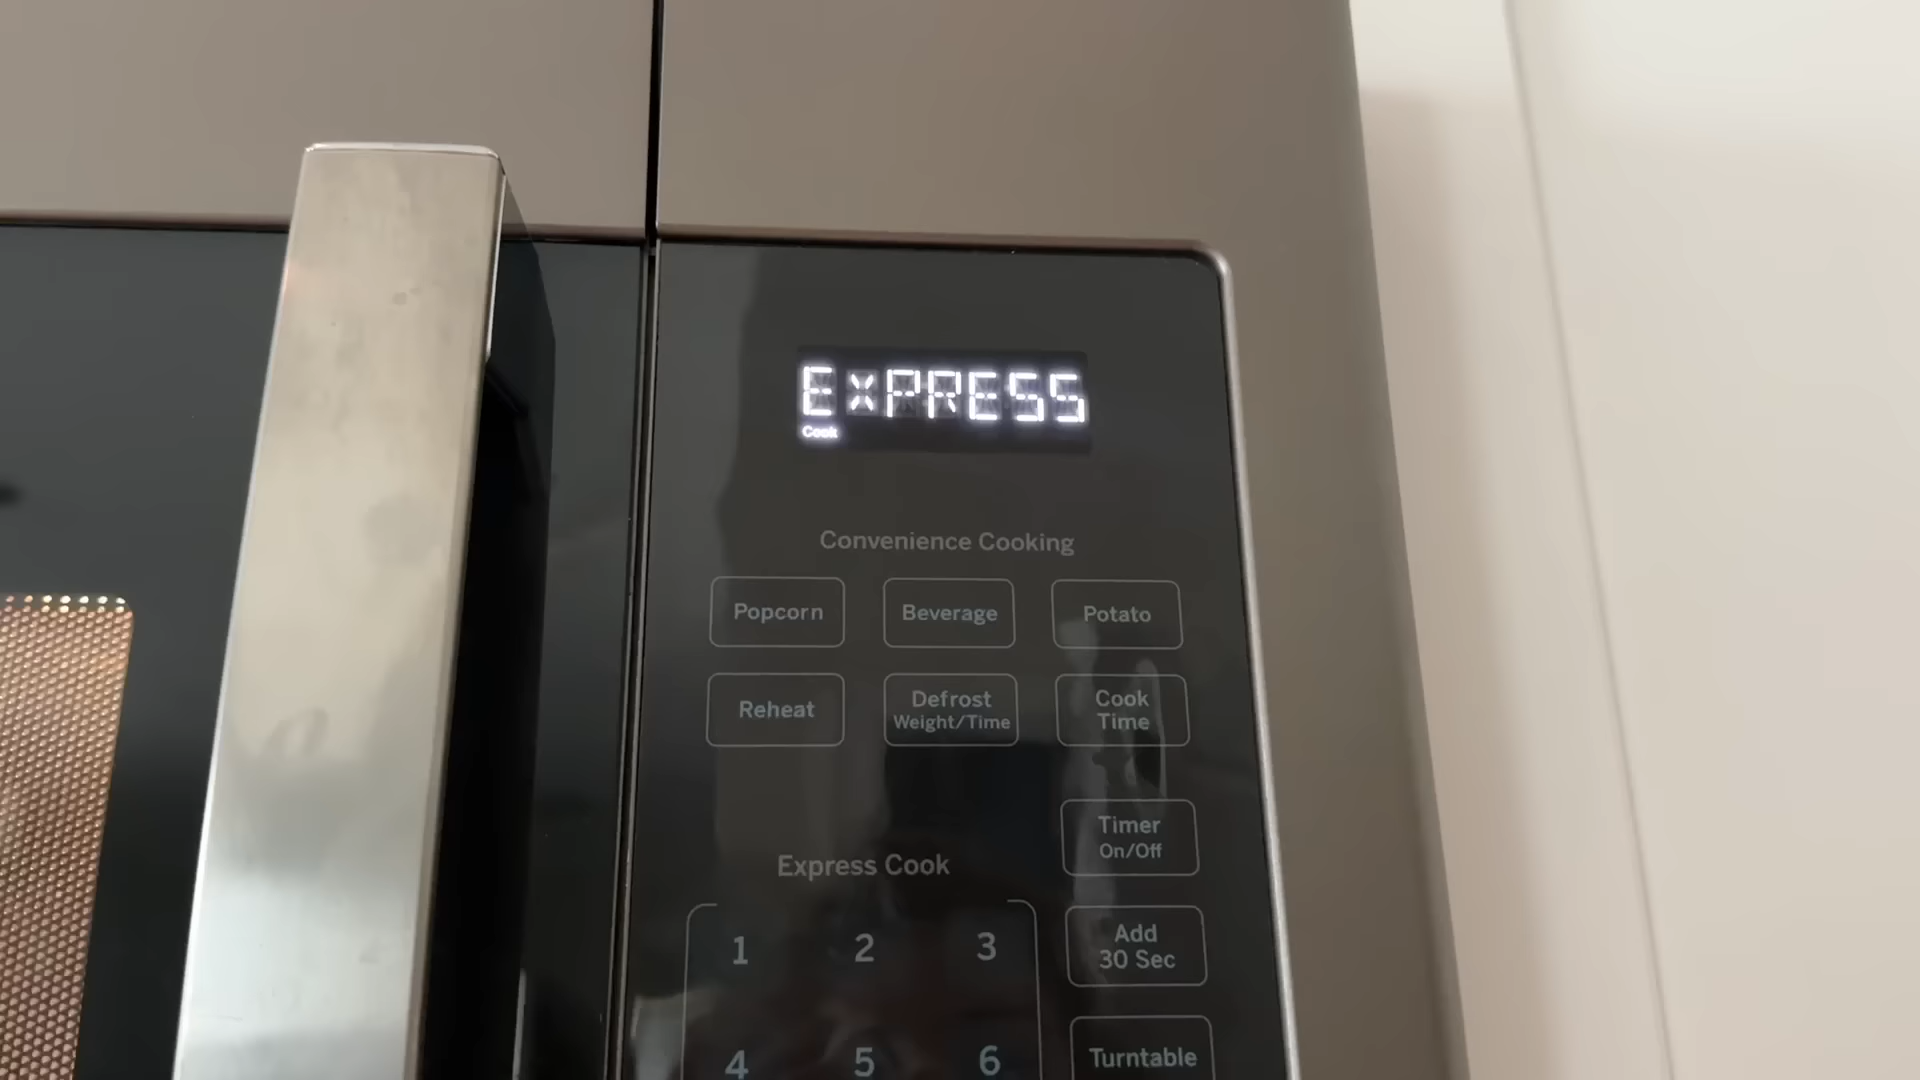 ExPRESS
Cook
Convenience Cooking
Popcorn
Beverage
Potato
Reheat
Defrost
Weight/Time
Cook
Time
Timer
On/Off
Express Cook
1 2 3
Add
30 Sec
4 5 6
Turntable